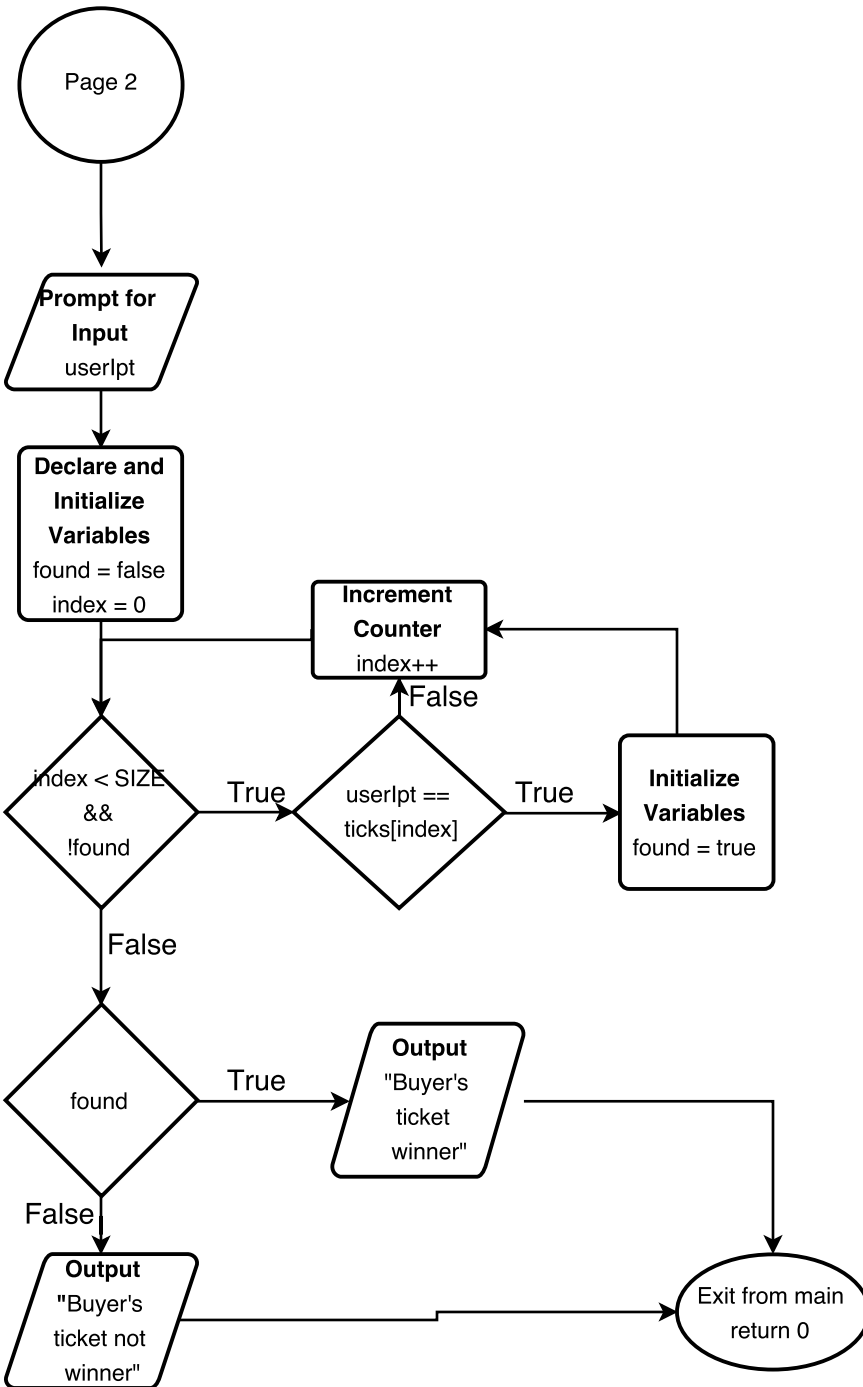 Page 2
Prompt for
Input
userIpt
Declare and
Initialize
Variables
found = false
index = 0
Increment
Counter
index++
False
index < SIZE
&&
!found
True
userIpt ==
ticks[index]
True
Initialize
Variables
found = true
False
found
True
Output
"Buyer's
ticket
winner"
False
Output
"Buyer's
ticket not
winner"
Exit from main
return 0